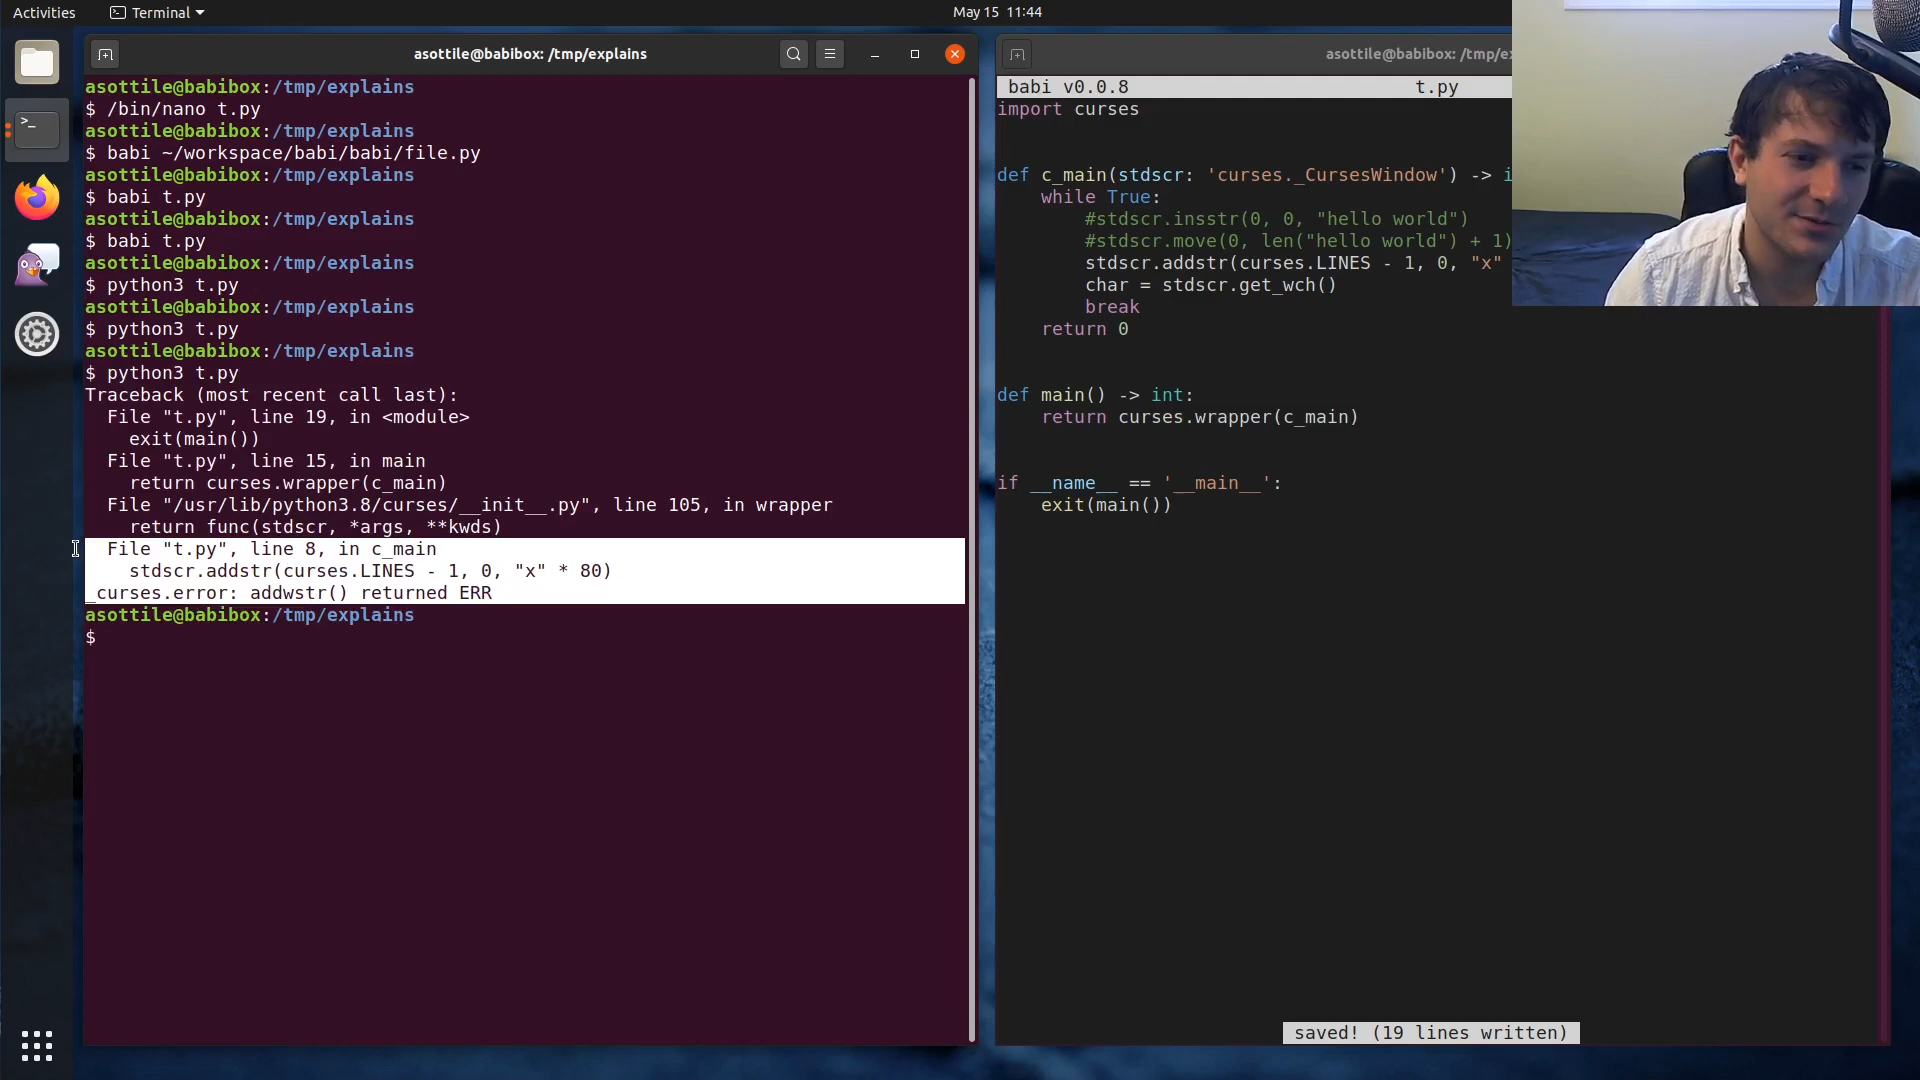 Activities
Terminal
May 15 11:44
asottile@babibox: /tmp/explains
asottile@babibox:/tmp/explains
$ /bin/nano t.py
asottile@babibox:/tmp/explains
$ babi ~/workspace/babi/babi/file.py
asottile@babibox:/tmp/explains
$ babi t.py
asottile@babibox:/tmp/explains
$ babi t.py
asottile@babibox:/tmp/explains
$ python3 t.py
asottile@babibox:/tmp/explains
$ python3 t.py
asottile@babibox:/tmp/explains
$ python3 t.py
Traceback (most recent call last):
  File "t.py", line 19, in <module>
    exit(main())
  File "t.py", line 15, in main
    return curses.wrapper(c_main)
  File "/usr/lib/python3.8/curses/__init__.py", line 105, in wrapper
    return func(stdscr, *args, **kwds)
  File "t.py", line 8, in c_main
    stdscr.addstr(curses.LINES - 1, 0, "x" * 80)
_curses.error: addwstr() returned ERR
asottile@babibox:/tmp/explains
$
asottile@babibox: /tmp/e
babi v0.0.8 t.py
import curses
def c_main(stdscr: 'curses._CursesWindow') -> i
    while True:
        #stdscr.insstr(0, 0, "hello world")
        #stdscr.move(0, len("hello world") + 1)
        stdscr.addstr(curses.LINES - 1, 0, "x"
        char = stdscr.get_wch()
        break
    return 0
def main() -> int:
    return curses.wrapper(c_main)
if __name__ == '__main__':
    exit(main())
saved! (19 lines written)